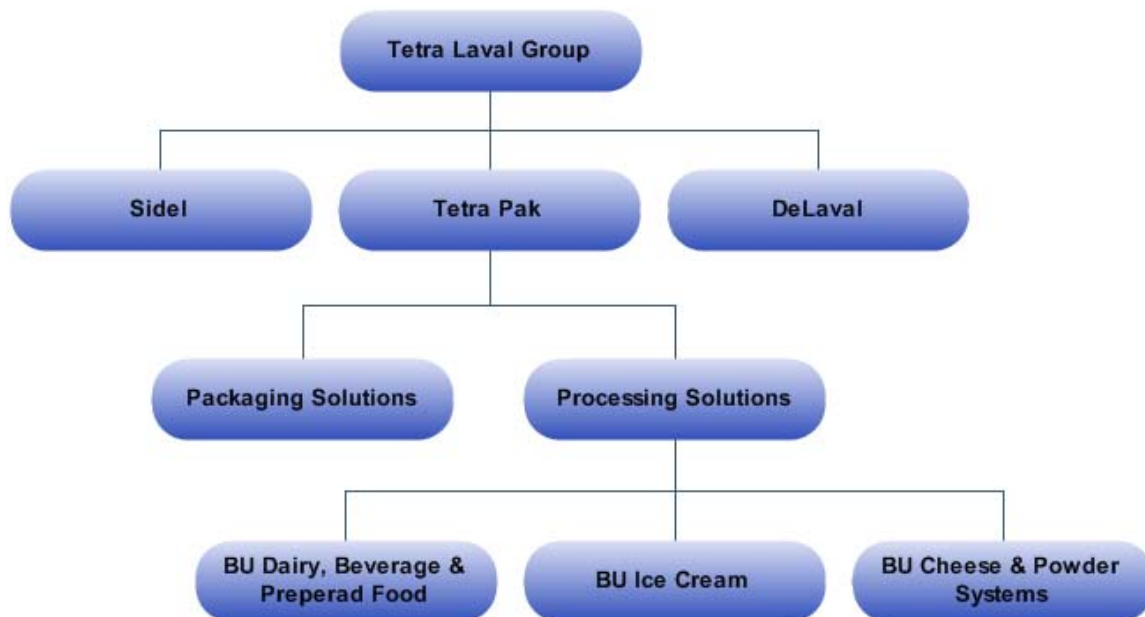 Tetra Laval Group
Sidel
Tetra Pak
DeLaval
Packaging Solutions
Processing Solutions
BU Dairy, Beverage &
Preperad Food
BU Ice Cream
BU Cheese & Powder
Systems